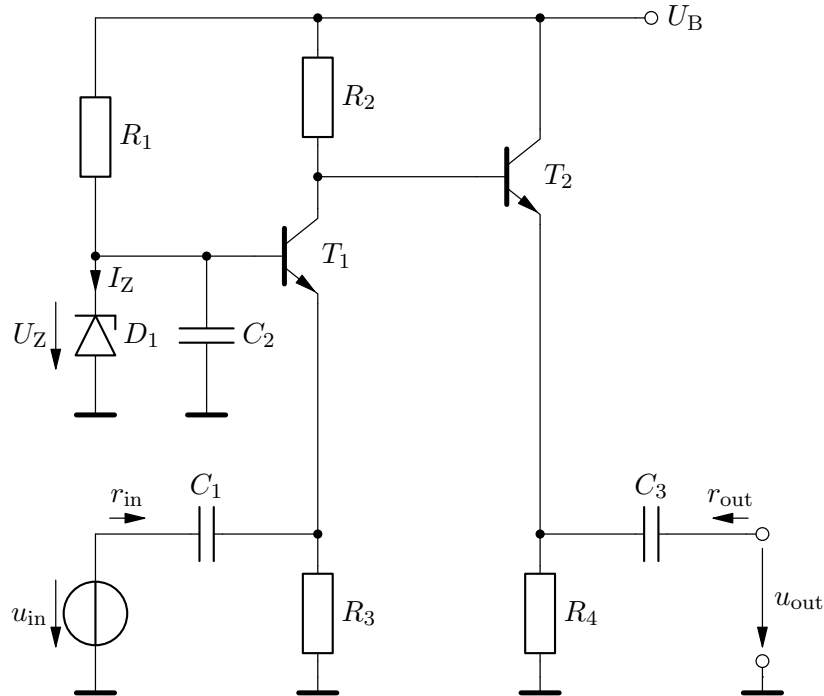 U_B
R_2
R_1
T_2
T_1
I_Z
U_Z
D_1
C_2
C_1
C_3
r_in
r_out
u_in
R_3
R_4
u_out